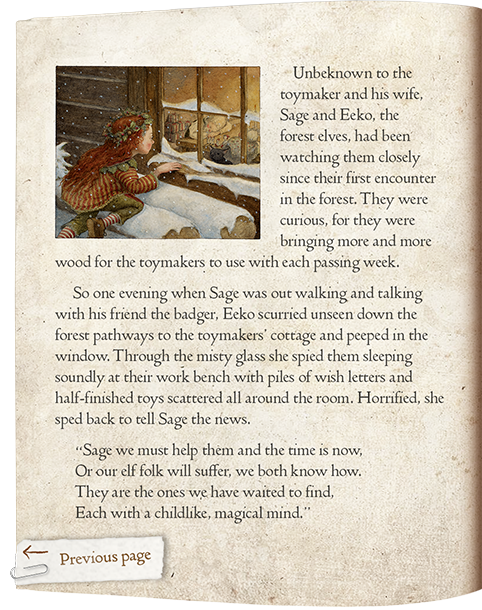 Unbeknown to the
toymaker and his wife,
Sage and Eeko, the
forest elves, had been
watching them closely
since their first encounter
in the forest. They were
curious, for they were
bringing more and more
wood for the toymakers to use with each passing week.
So one evening when Sage was out walking and talking
with his friend the badger, Eeko scurried unseen down the
forest pathways to the toymakers' cottage and peeped in the
window. Through the misty glass she spied them sleeping
soundly at their work bench with piles of wish letters and
half-finished toys scattered all around the room. Horrified, she
sped back to tell Sage the news.
“Sage we must help them and the time is now,
Or our elf folk will suffer, we both know how.
They are the ones we have waited to find,
Each with a childlike, magical mind.”
Previous page